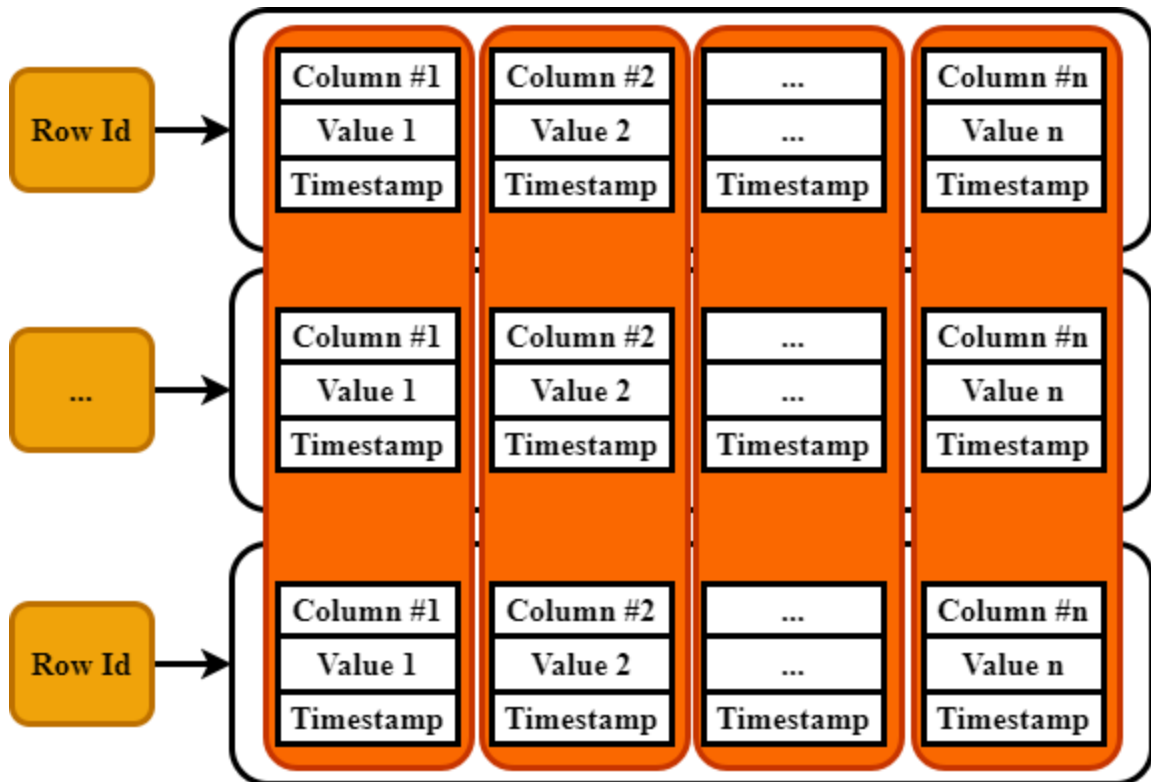 Column #1 Column #2 ... Column #n
Row Id Value 1 Value 2 ... Value n
Timestamp Timestamp Timestamp Timestamp
Column #1 Column #2 ... Column #n
... Value 1 Value 2 ... Value n
Timestamp Timestamp Timestamp Timestamp
Column #1 Column #2 ... Column #n
Row Id Value 1 Value 2 ... Value n
Timestamp Timestamp Timestamp Timestamp